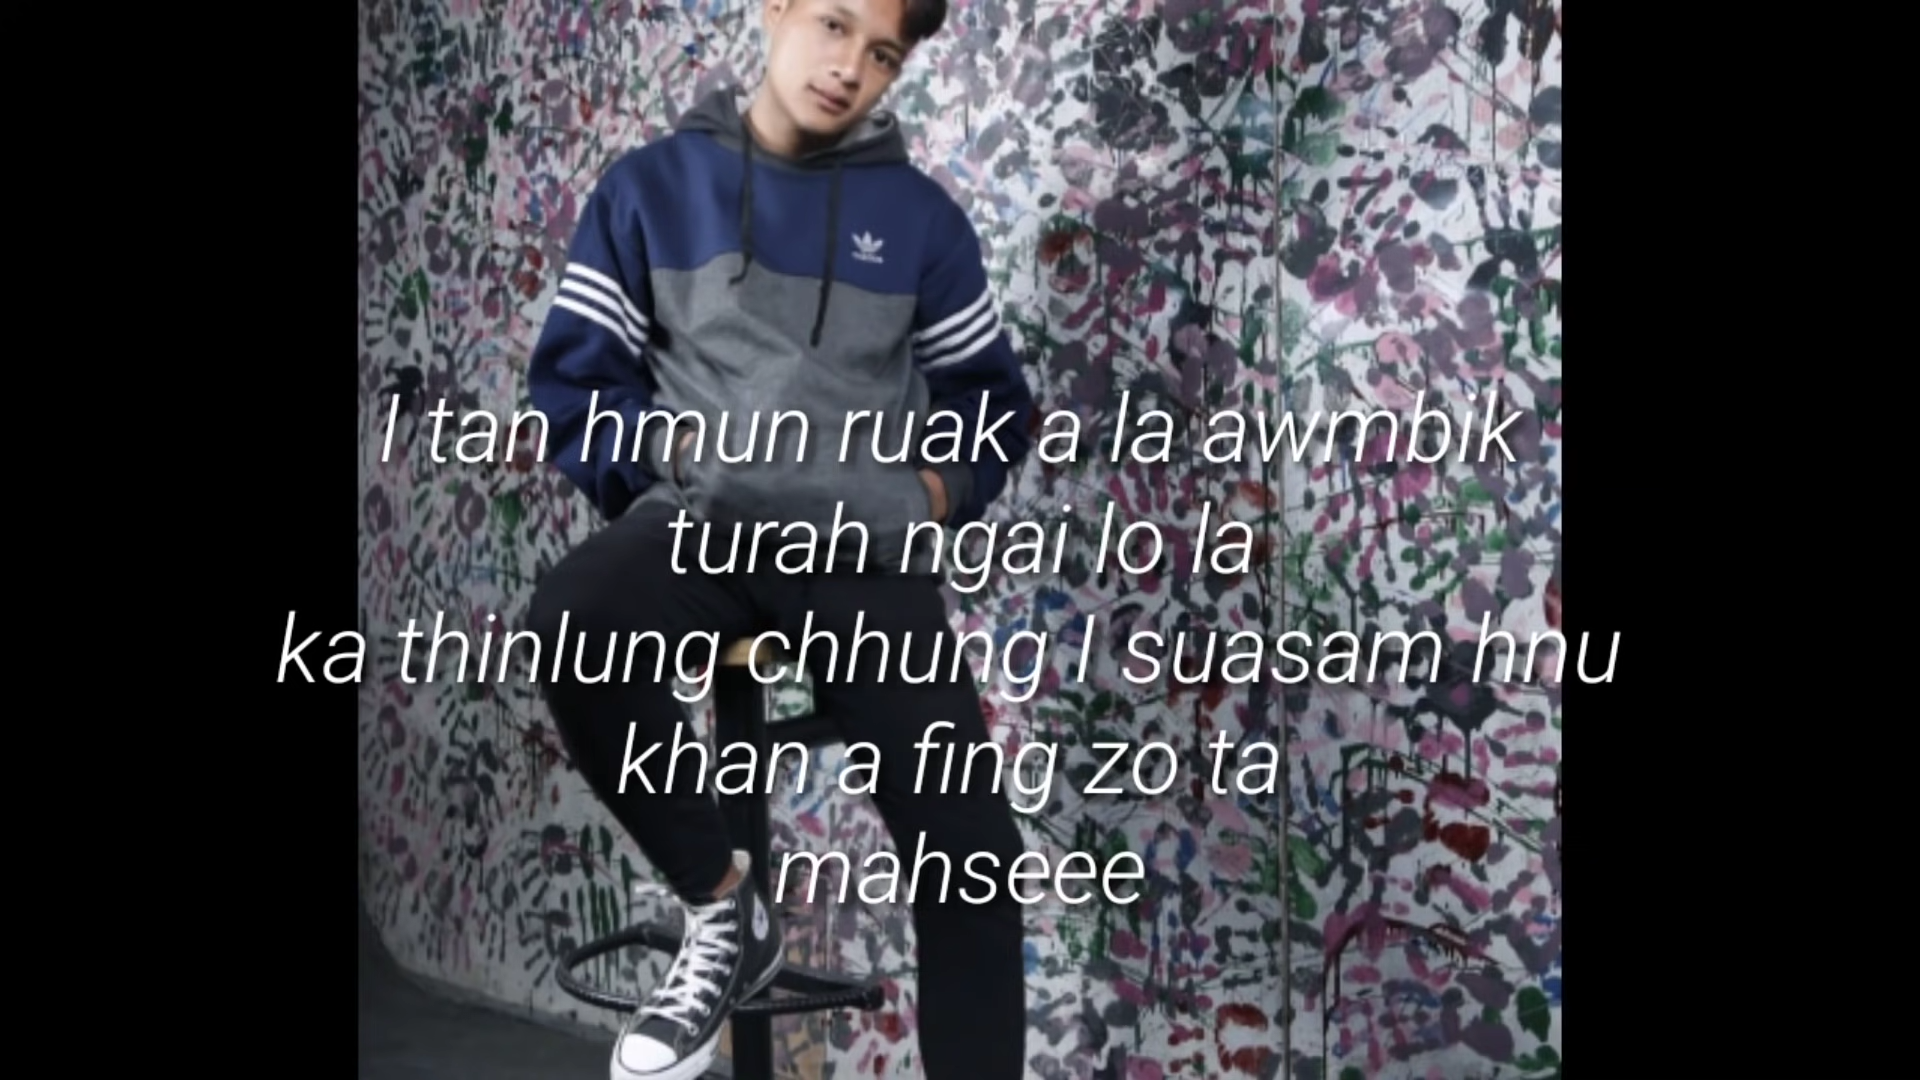 I tan hmun ruak a la awmbik
turah ngai lo la
ka thinlung chhung I suasam hnu
khan a fing zo ta
mahseee